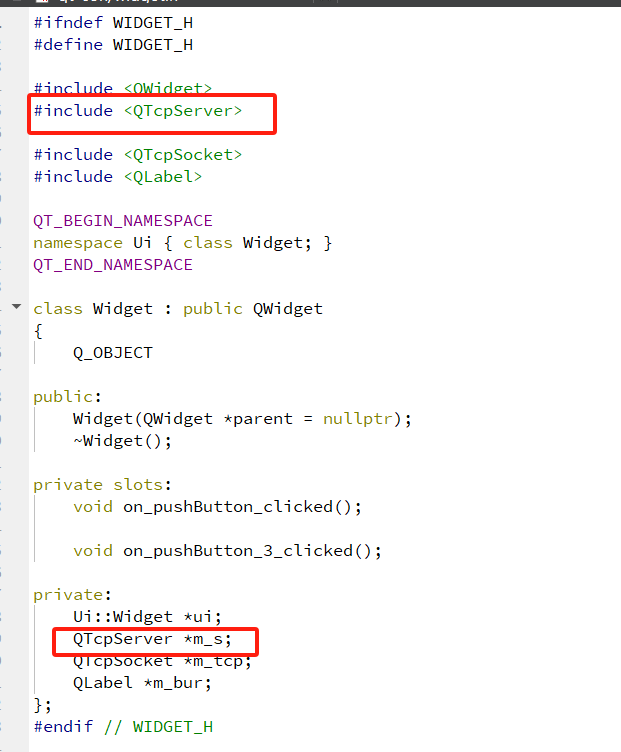 #ifndef WIDGET_H
#define WIDGET_H
#include <QWidget>
#include <QTcpServer>
#include <QTcpSocket>
#include <QLabel>
QT_BEGIN_NAMESPACE
namespace Ui { class Widget; }
QT_END_NAMESPACE
class Widget : public QWidget
{
Q_OBJECT
public:
Widget(QWidget *parent = nullptr);
~Widget();
private slots:
void on_pushButton_clicked();
void on_pushButton_3_clicked();
private:
Ui::Widget *ui;
QTcpServer *m_s;
QTcpSocket *m_tcp;
QLabel *m_bur;
};
#endif // WIDGET_H